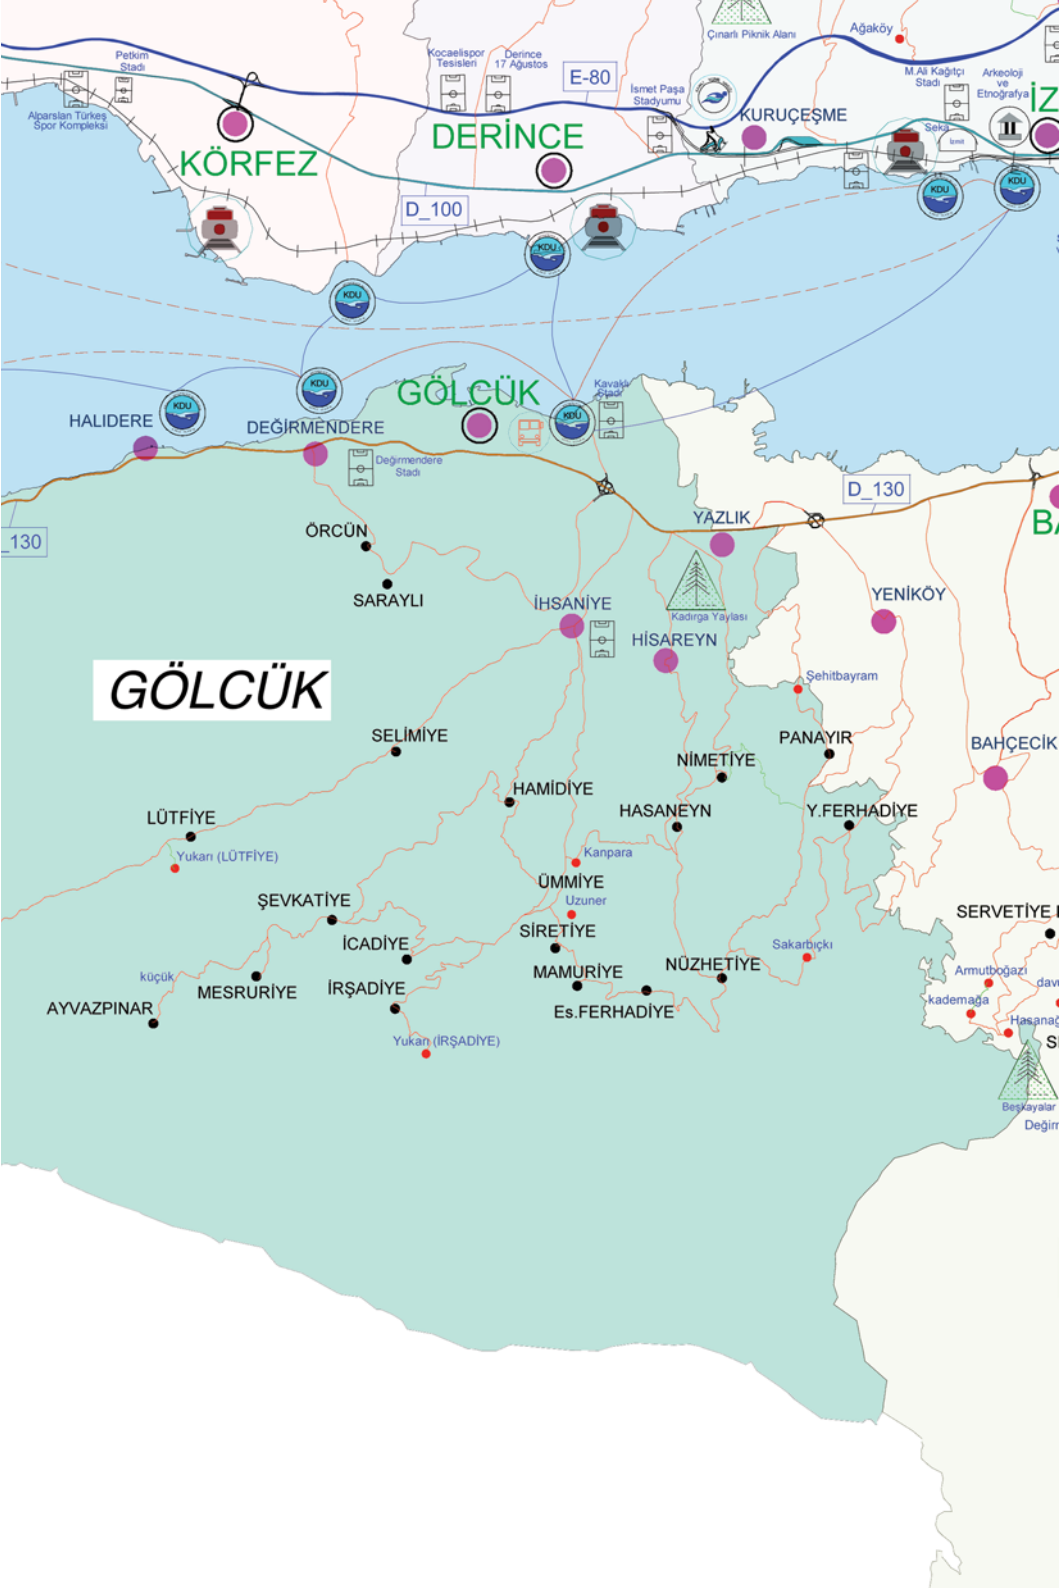 Çınarlı Piknik Alanı
Ağaköy
Petkim
Stadı
Kocaelispor
Tesisleri
Derince
17 Ağustos
E-80
İsmet Paşa
Stadyumu
M.Ali Kağıtçı
Stadı
Arkeoloji
ve
Etnoğrafya
İZ
Alparslan Türkeş
Spor Kompleksi
KURUÇEŞME
Seka
İzmit
DERİNCE
KÖRFEZ
D_100
KDU
KDU
KDU
KDU
KDU
KDU
KDU
GÖLCÜK
Kavaklı
Stadı
HALIDERE
DEĞİRMENDERE
Değirmendere
Stadı
D_130
_130
BA
ÖRCÜN
YAZLIK
SARAYLI
İHSANİYE
Kadırga Yaylası
YENİKÖY
HİSAREYN
Şehitbayram
GÖLCÜK
SELİMİYE
PANAYIR
BAHÇECİK
NİMETİYE
HAMİDİYE
LÜTFİYE
HASANEYN
Y.FERHADİYE
Yukarı (LÜTFİYE)
Kanpara
ÜMMİYE
ŞEVKATİYE
Uzuner
SERVETİYE
SİRETİYE
İCADİYE
Sakarbıçkı
küçük
MAMURİYE
NÜZHETİYE
Armutboğazı
MESRURİYE
İRŞADİYE
kademağa
AYVAZPINAR
Es.FERHADİYE
Yukarı (İRŞADİYE)
Beşkayalar